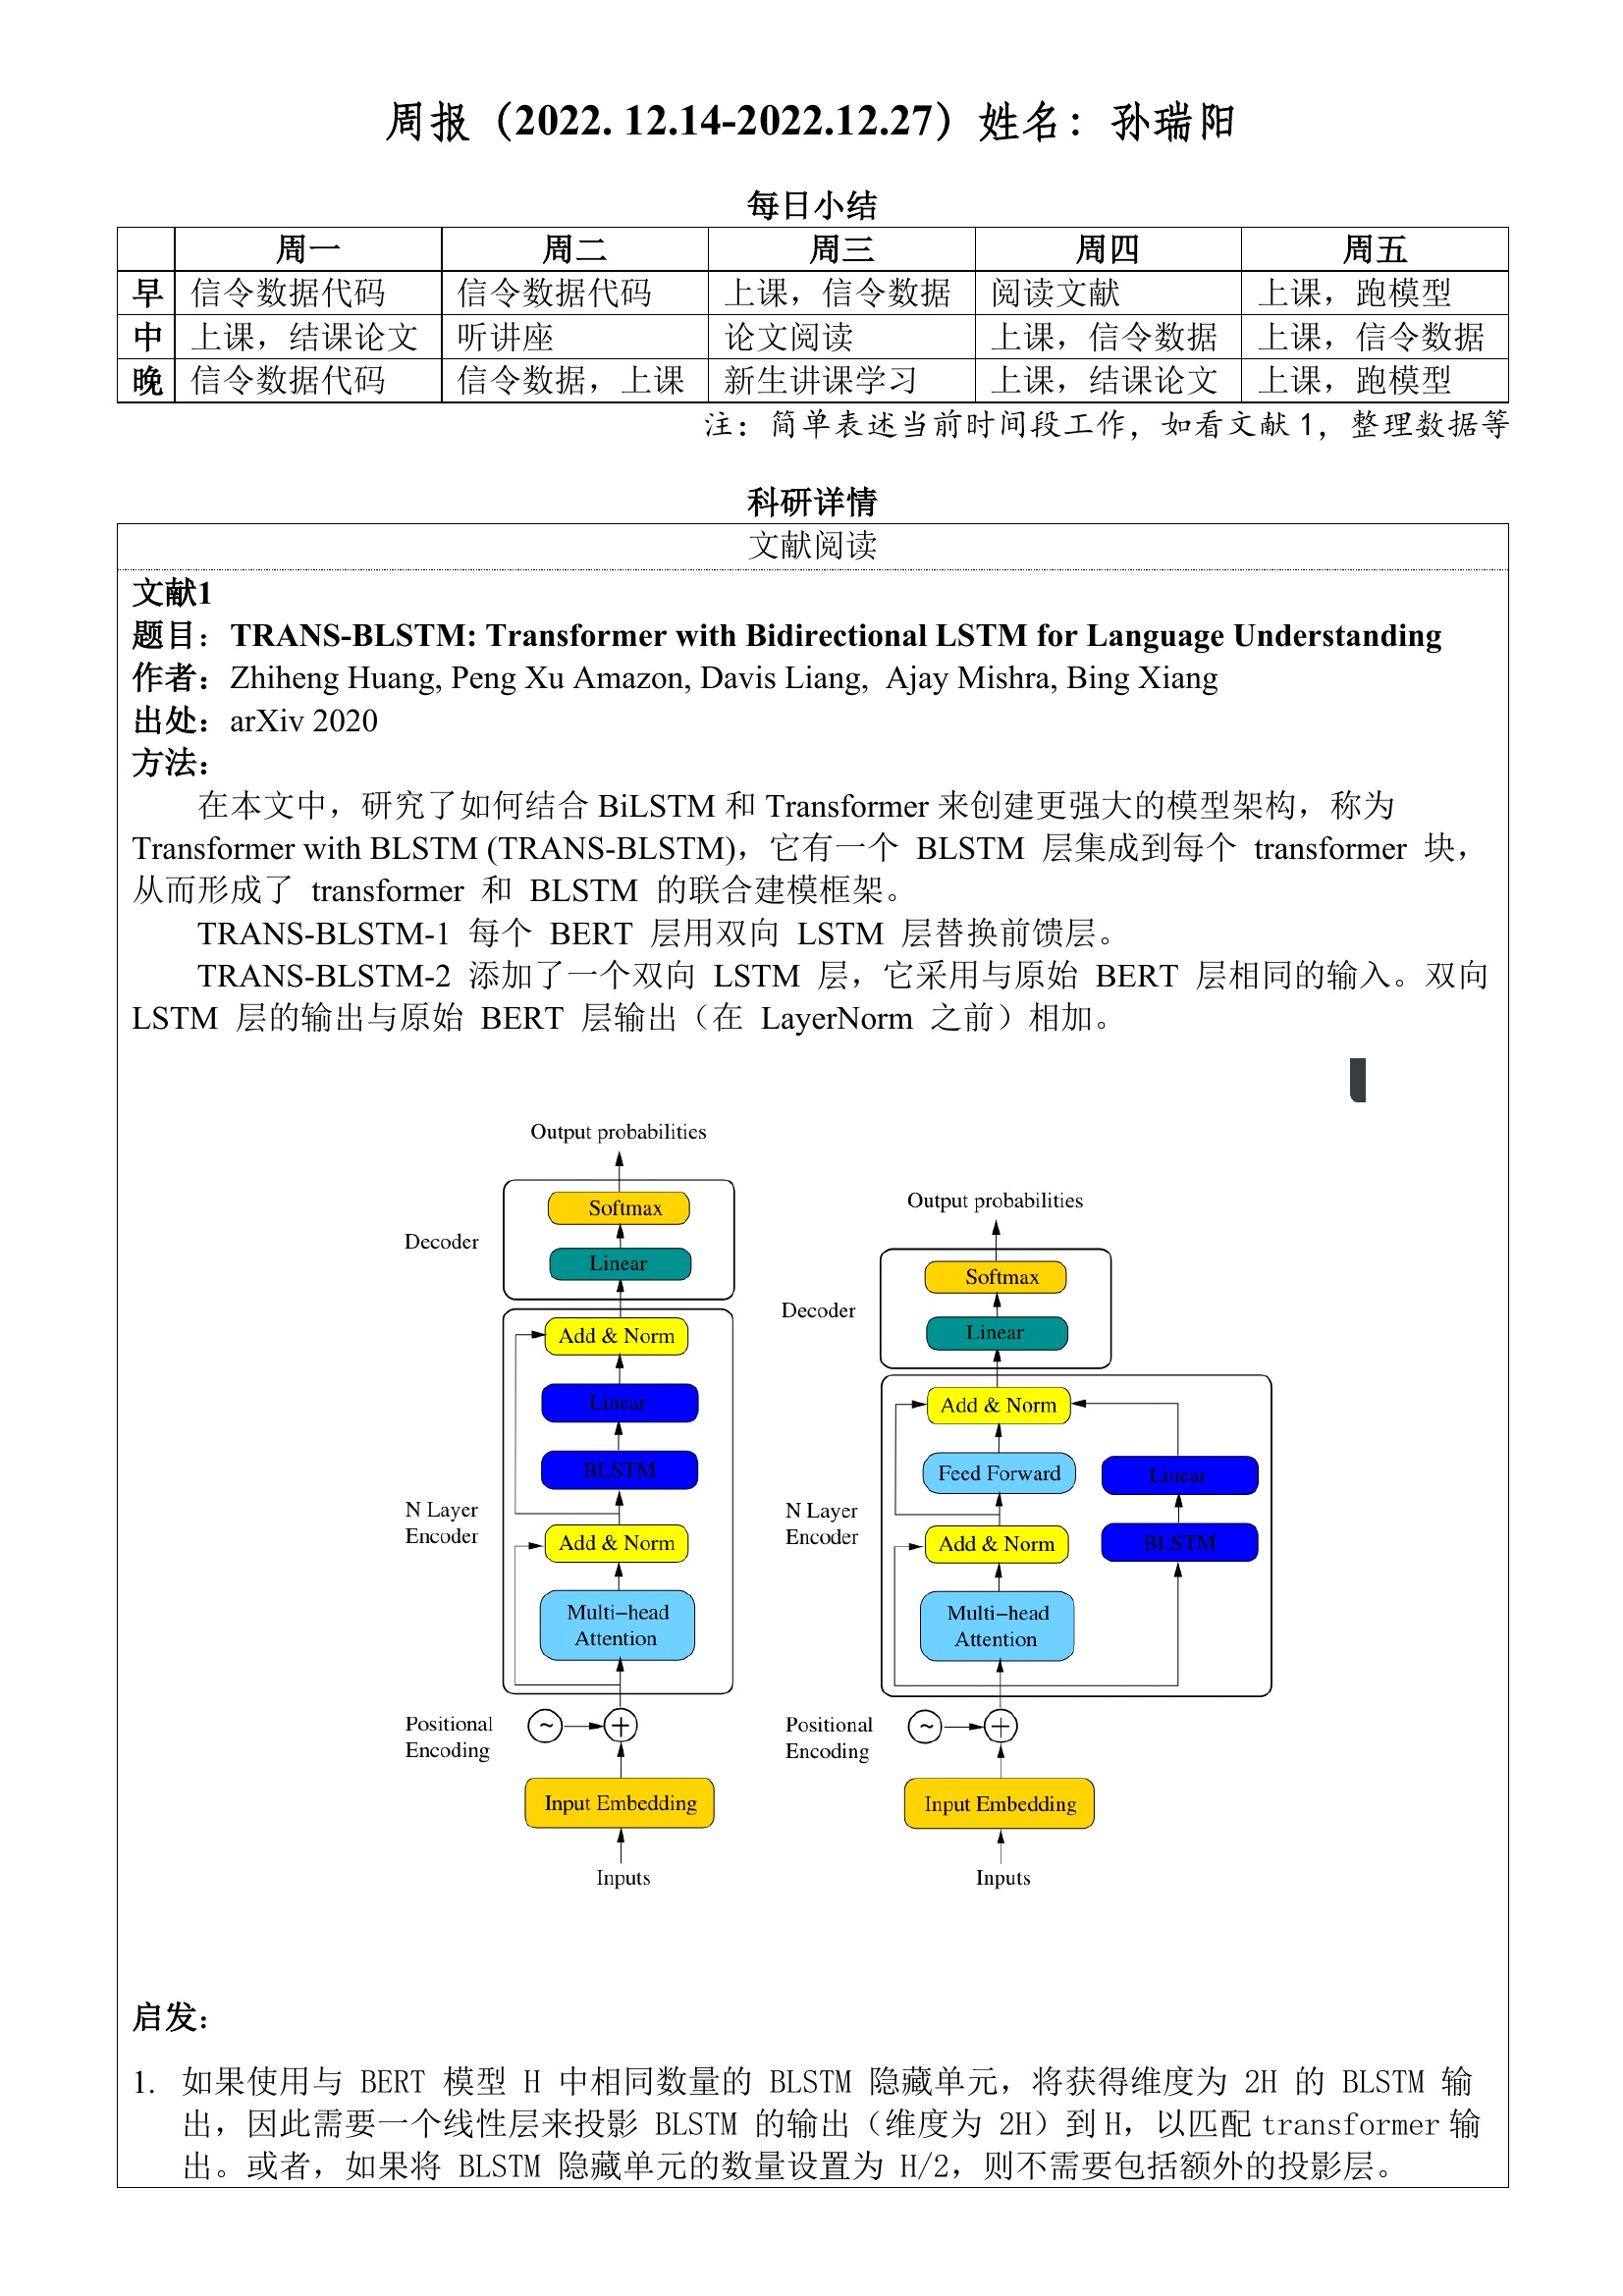 周报（2022. 12.14-2022.12.27）姓名：孙瑞阳
每日小结
周一 周二 周三 周四 周五
早 信令数据代码 信令数据代码 上课，信令数据 阅读文献 上课，跑模型
中 上课，结课论文 听讲座 论文阅读 上课，信令数据 上课，信令数据
晚 信令数据代码 信令数据，上课 新生讲课学习 上课，结课论文 上课，跑模型
注：简单表述当前时间段工作，如看文献1，整理数据等
科研详情
文献阅读
文献1
题目：TRANS-BLSTM: Transformer with Bidirectional LSTM for Language Understanding
作者：Zhiheng Huang, Peng Xu Amazon, Davis Liang, Ajay Mishra, Bing Xiang
出处：arXiv 2020
方法：
在本文中，研究了如何结合 BiLSTM 和 Transformer 来创建更强大的模型架构，称为
Transformer with BLSTM (TRANS-BLSTM)，它有一个 BLSTM 层集成到每个 transformer 块，
从而形成了 transformer 和 BLSTM 的联合建模框架。
TRANS-BLSTM-1 每个 BERT 层用双向 LSTM 层替换前馈层。
TRANS-BLSTM-2 添加了一个双向 LSTM 层，它采用与原始 BERT 层相同的输入。双向
LSTM 层的输出与原始 BERT 层输出（在 LayerNorm 之前）相加。
Output probabilities
Softmax
Decoder
Linear
Add & Norm
Linear
BLSTM
N Layer
Encoder
Add & Norm
Multi-head
Attention
Positional
Encoding
~
+
Input Embedding
Inputs
Output probabilities
Softmax
Decoder
Linear
Add & Norm
Feed Forward
Linear
N Layer
Encoder
Add & Norm
BLSTM
Multi-head
Attention
Positional
Encoding
~
+
Input Embedding
Inputs
启发：
1. 如果使用与 BERT 模型 H 中相同数量的 BLSTM 隐藏单元，将获得维度为 2H 的 BLSTM 输
出，因此需要一个线性层来投影 BLSTM 的输出（维度为 2H）到H，以匹配transformer输
出。或者，如果将 BLSTM 隐藏单元的数量设置为 H/2，则不需要包括额外的投影层。